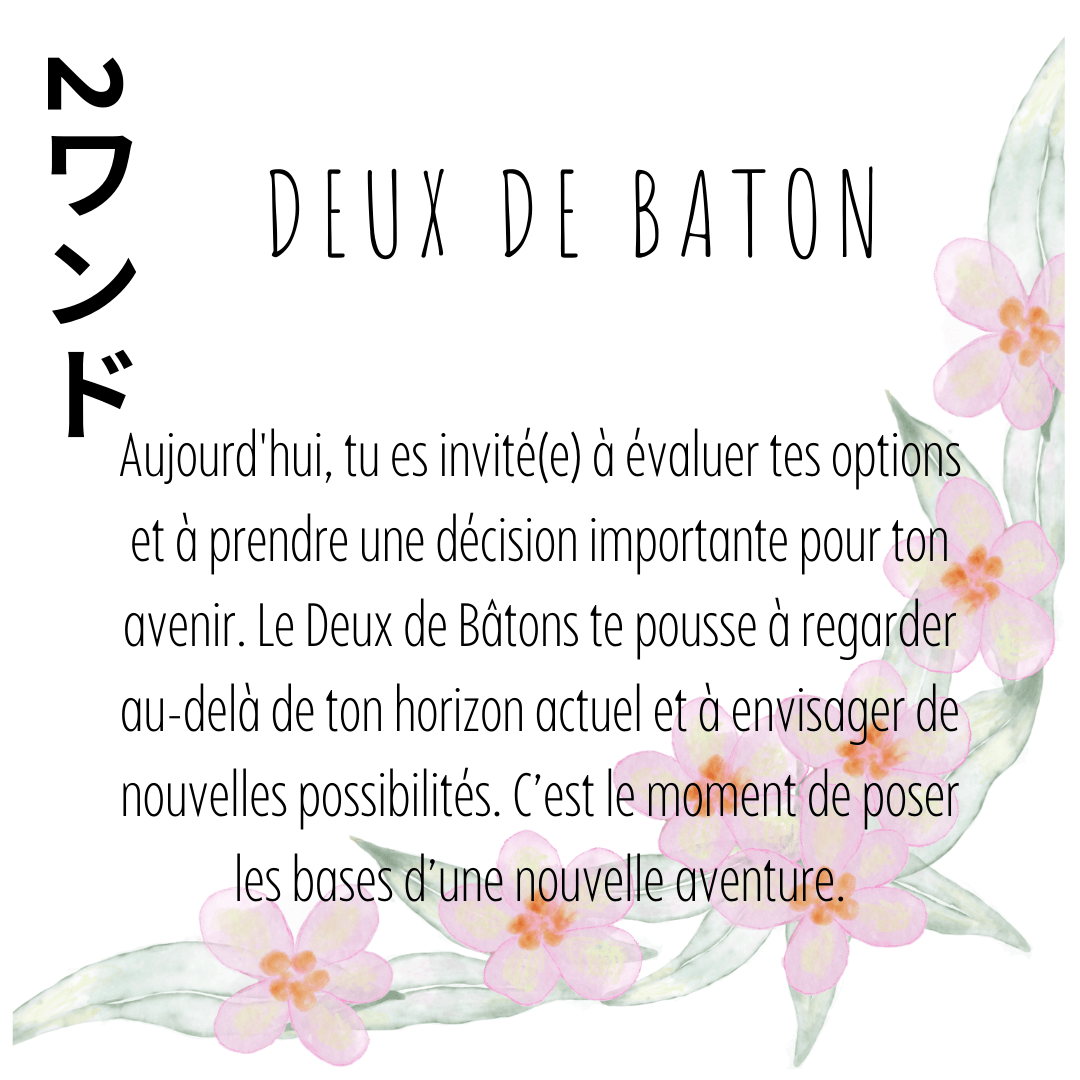 2ワンド
DEUX DE BATON
Aujourd'hui, tu es invité(e) à évaluer tes options
et à prendre une décision importante pour ton
avenir. Le Deux de Bâtons te pousse à regarder
au-delà de ton horizon actuel et à envisager de
nouvelles possibilités. C’est le moment de poser
les bases d’une nouvelle aventure.